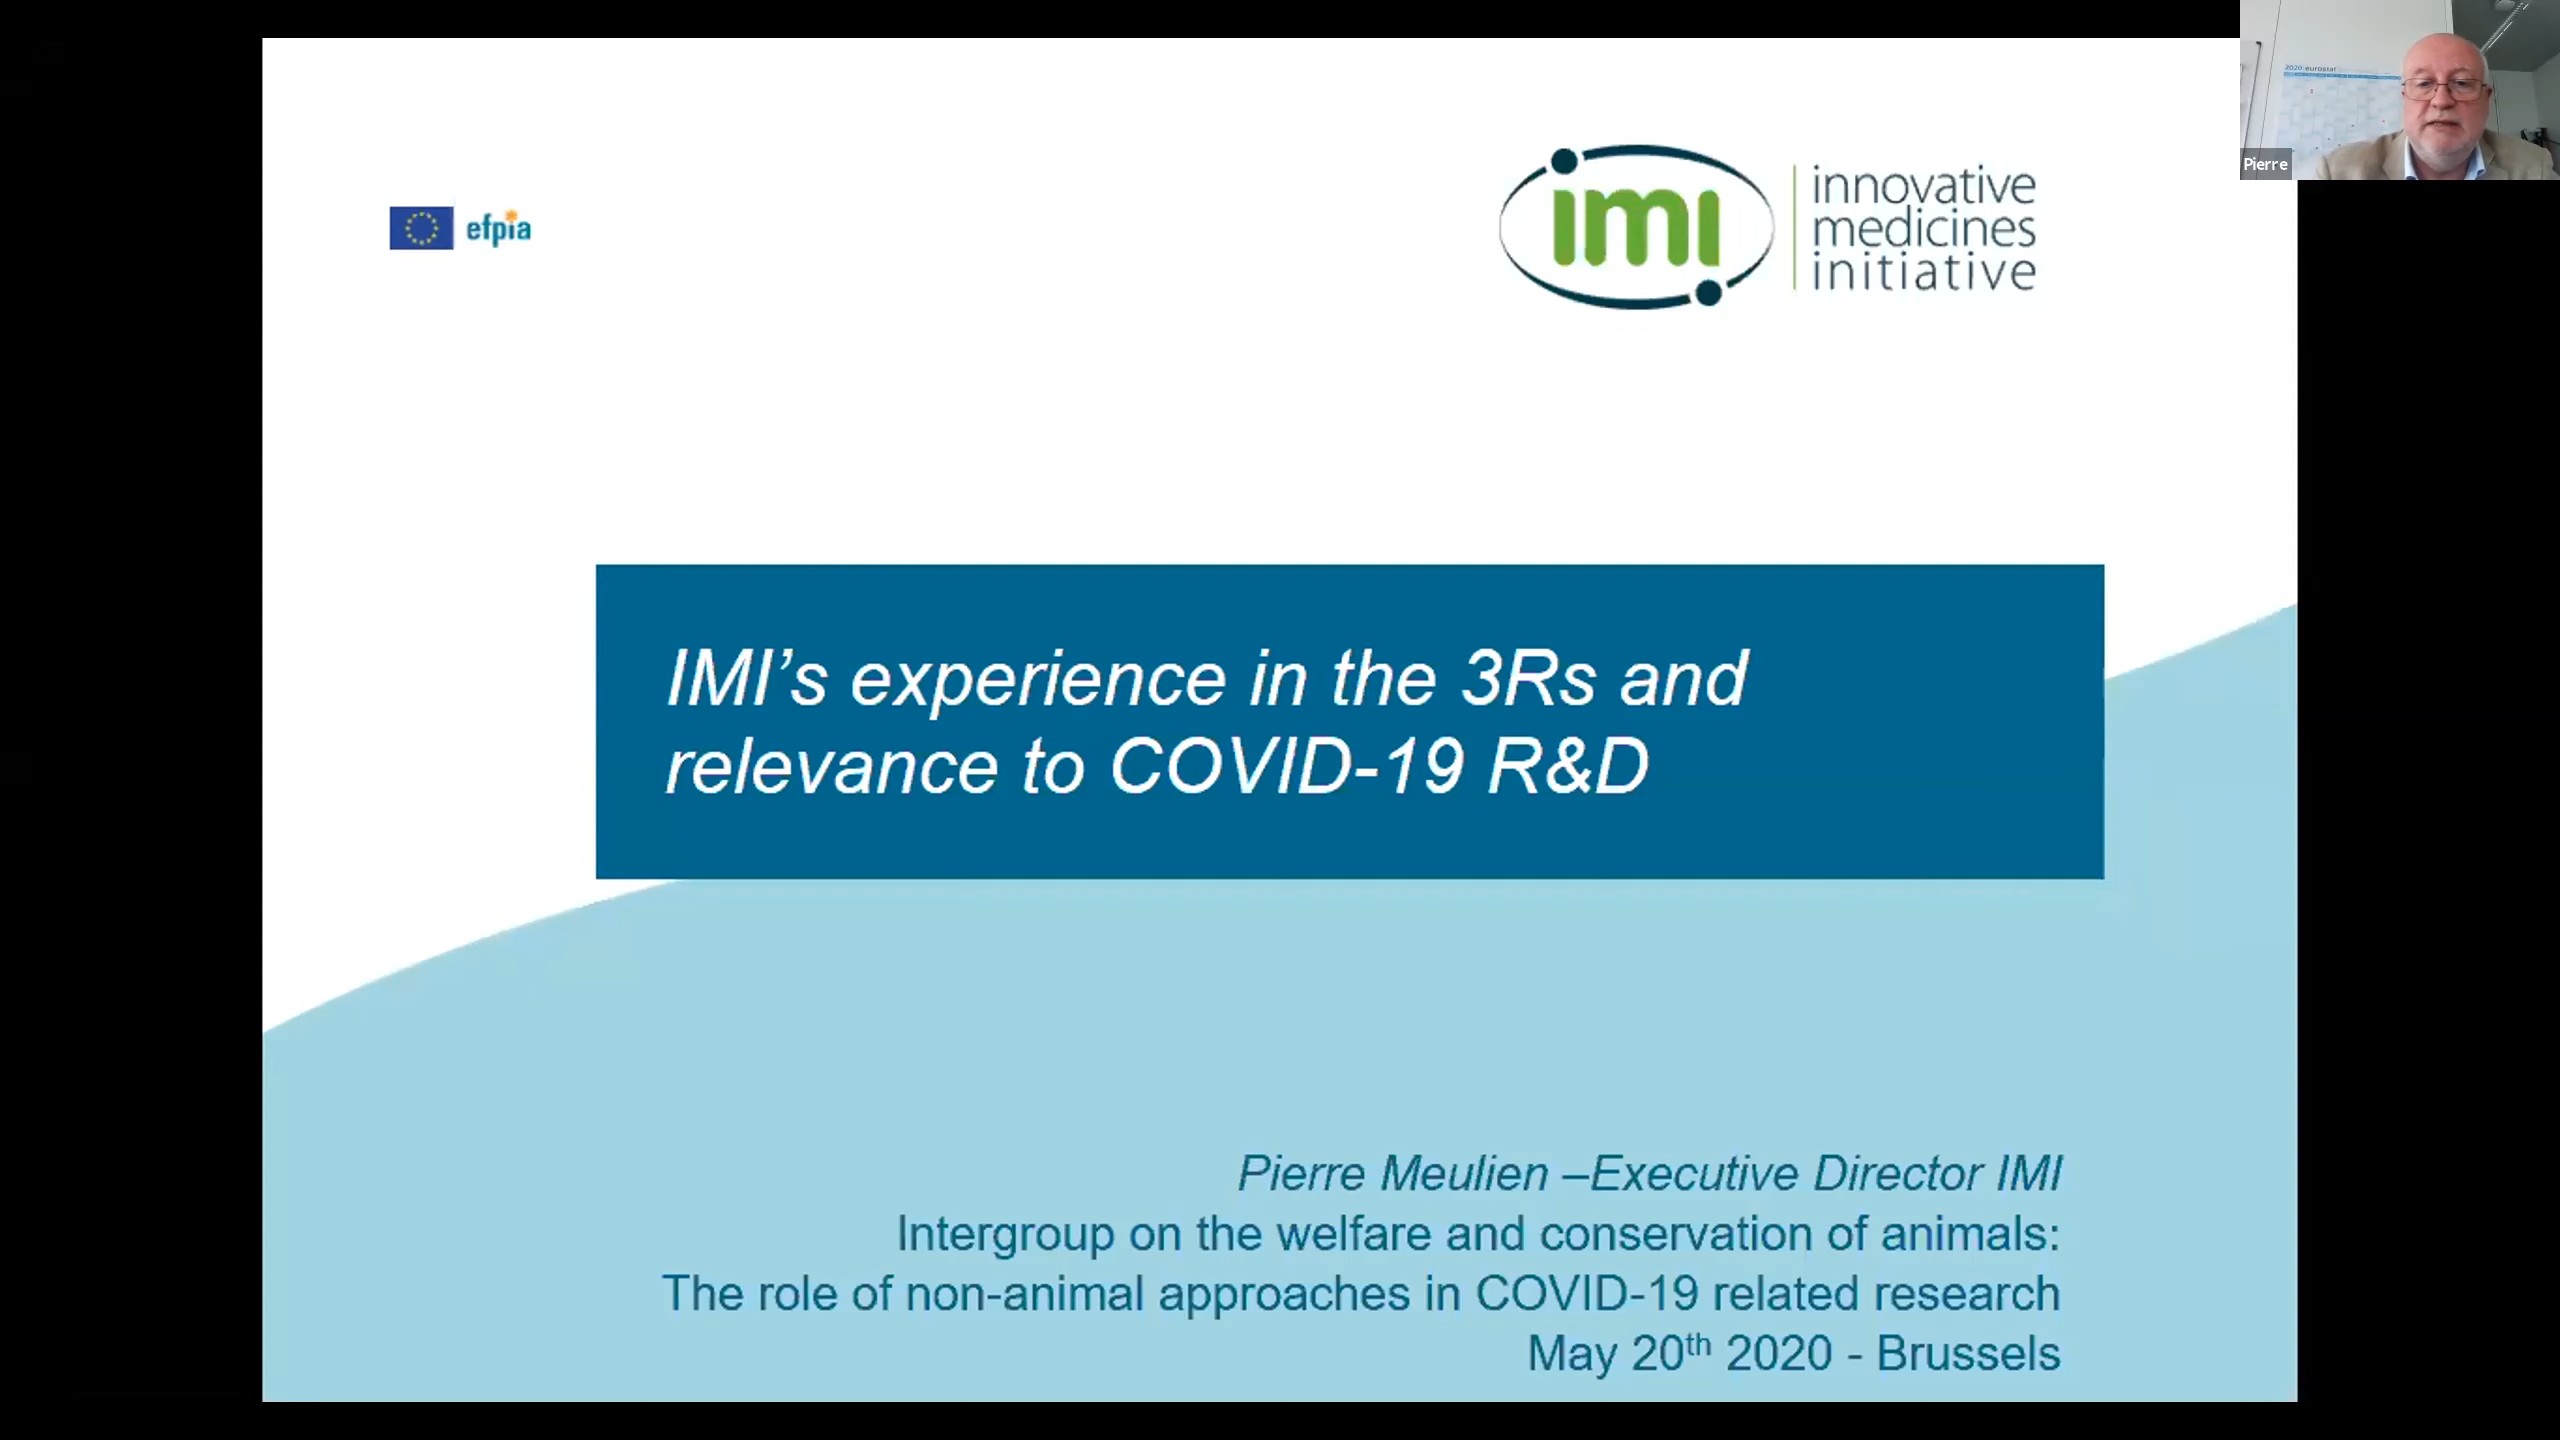 2020 eurostat
Pierre
efpia
imi
innovative
medicines
initiative
IMI’s experience in the 3Rs and
relevance to COVID-19 R&D
Pierre Meulien –Executive Director IMI
Intergroup on the welfare and conservation of animals:
The role of non-animal approaches in COVID-19 related research
May 20th 2020 - Brussels